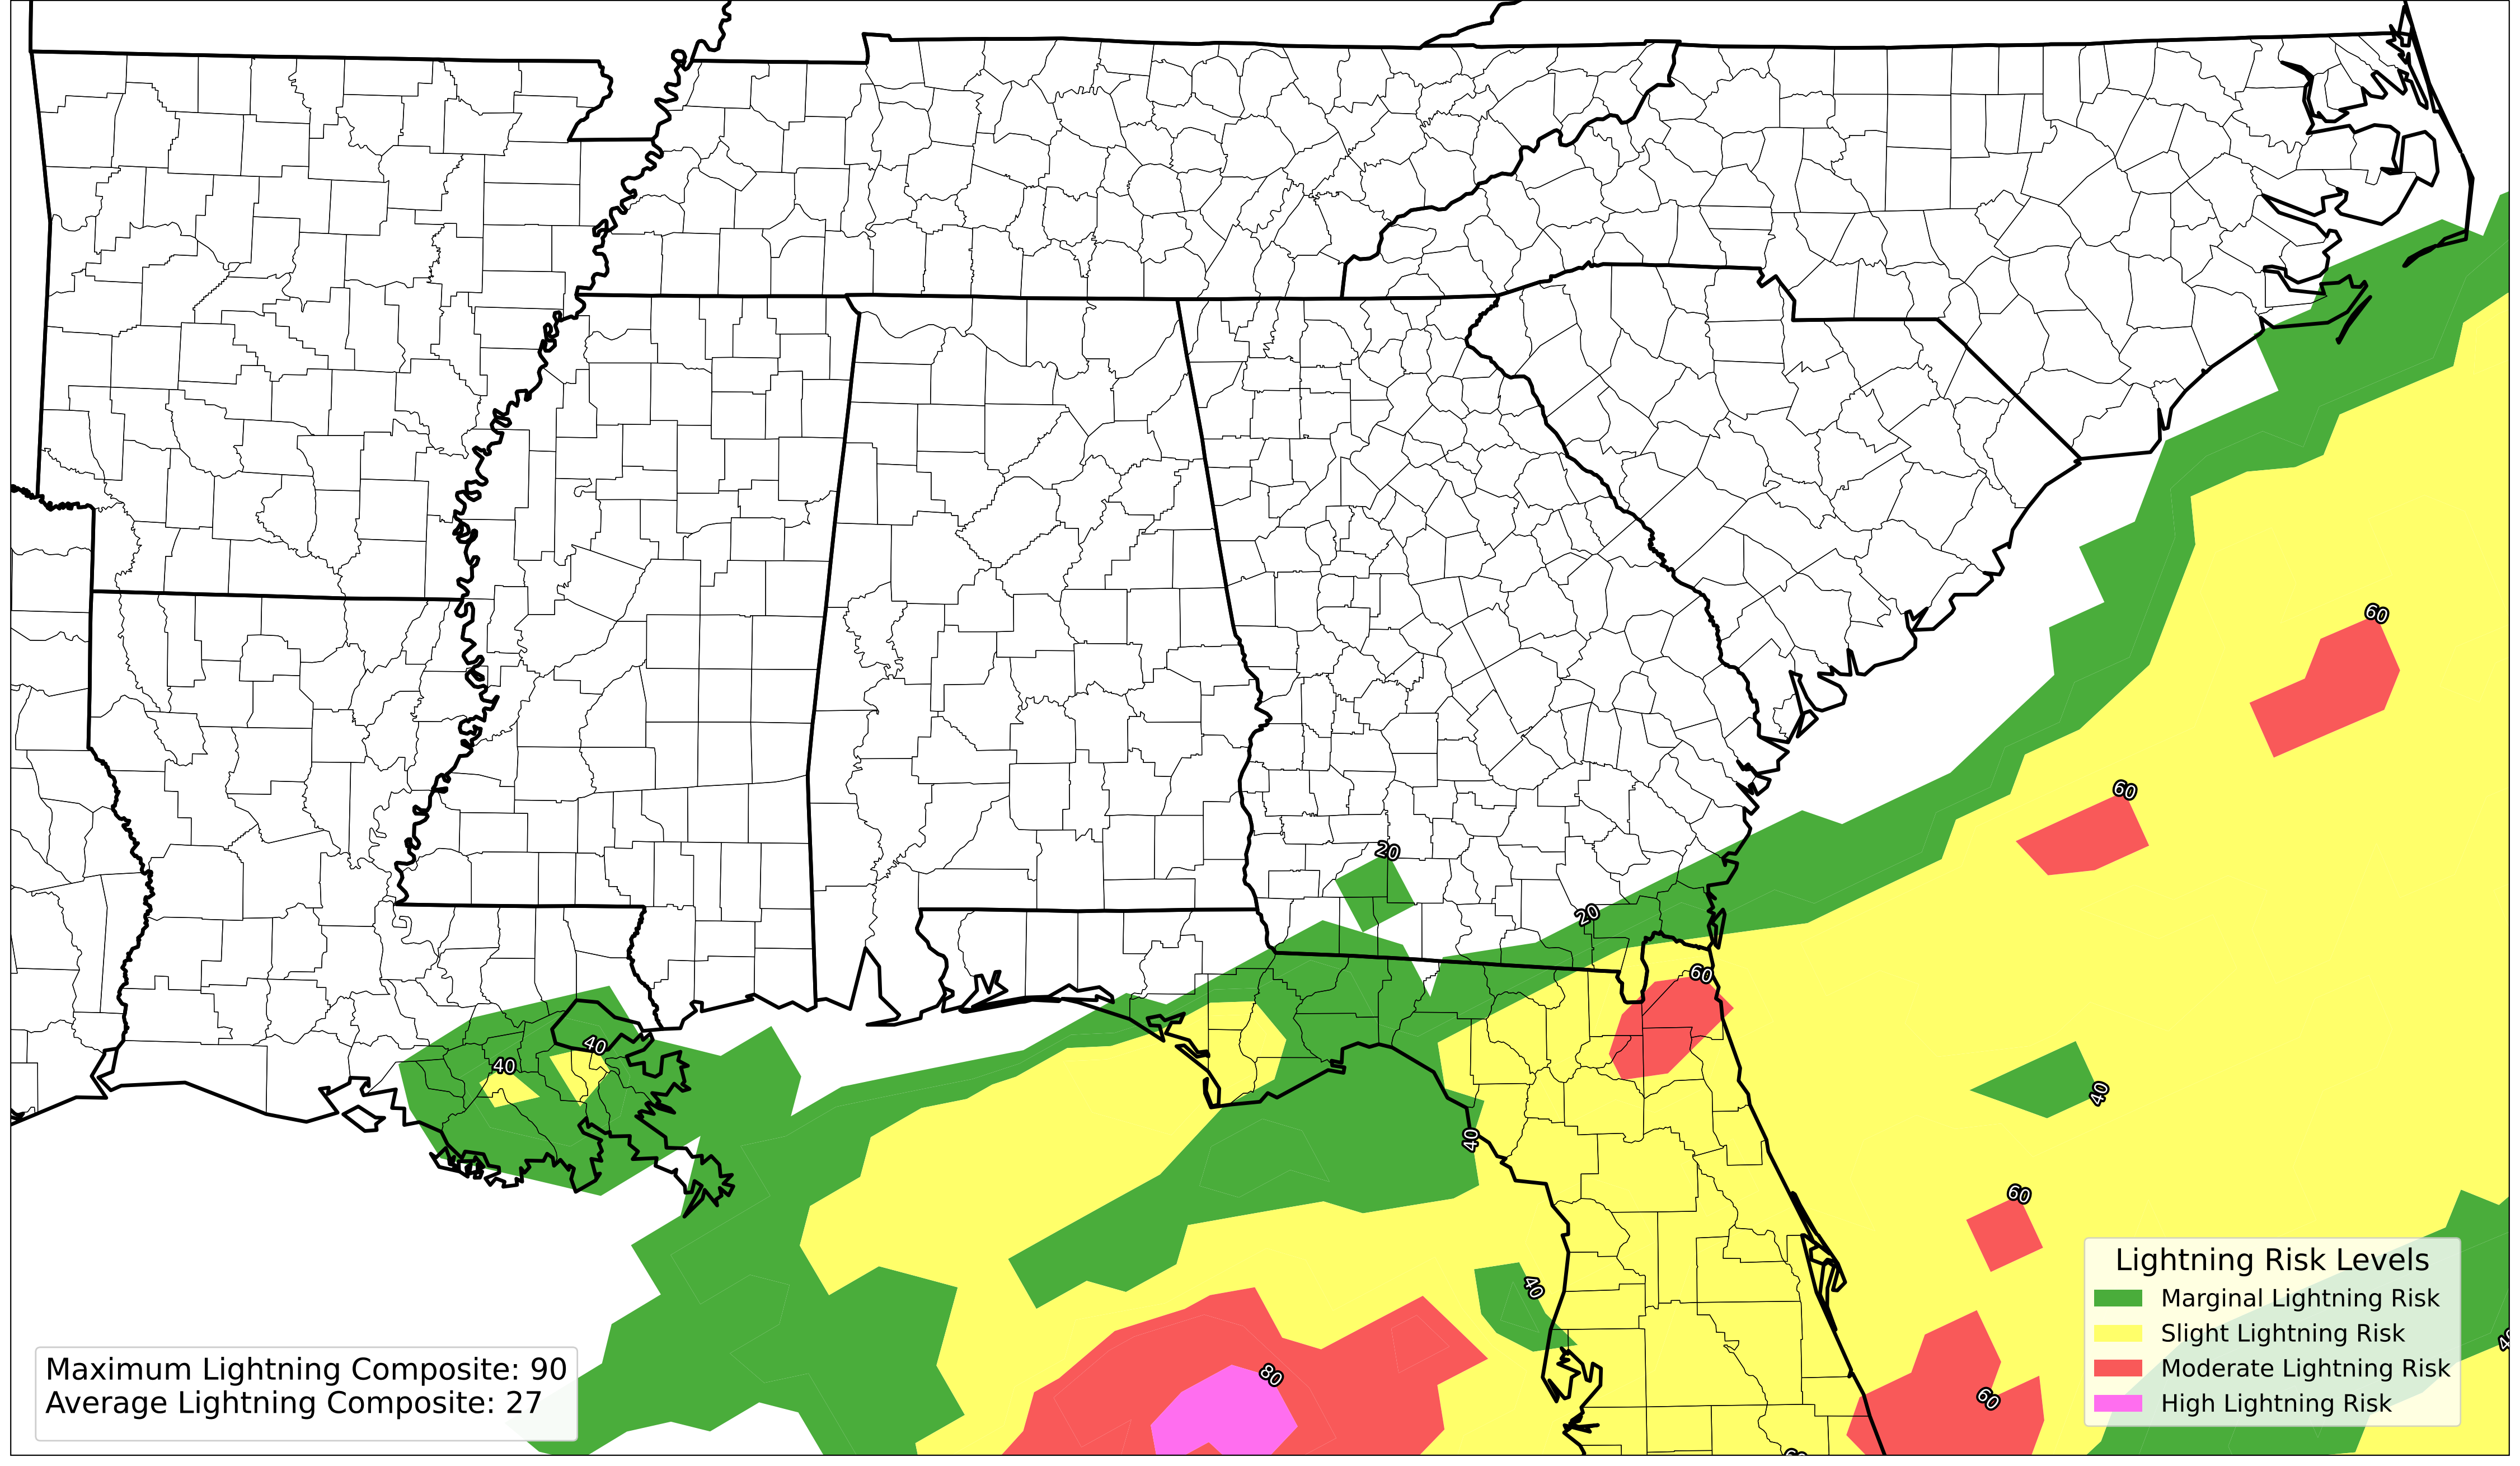 60
60
20
20
60
40
40
40
40
60
40
80
60
Lightning Risk Levels
Marginal Lightning Risk
Slight Lightning Risk
Moderate Lightning Risk
High Lightning Risk
Maximum Lightning Composite: 90
Average Lightning Composite: 27